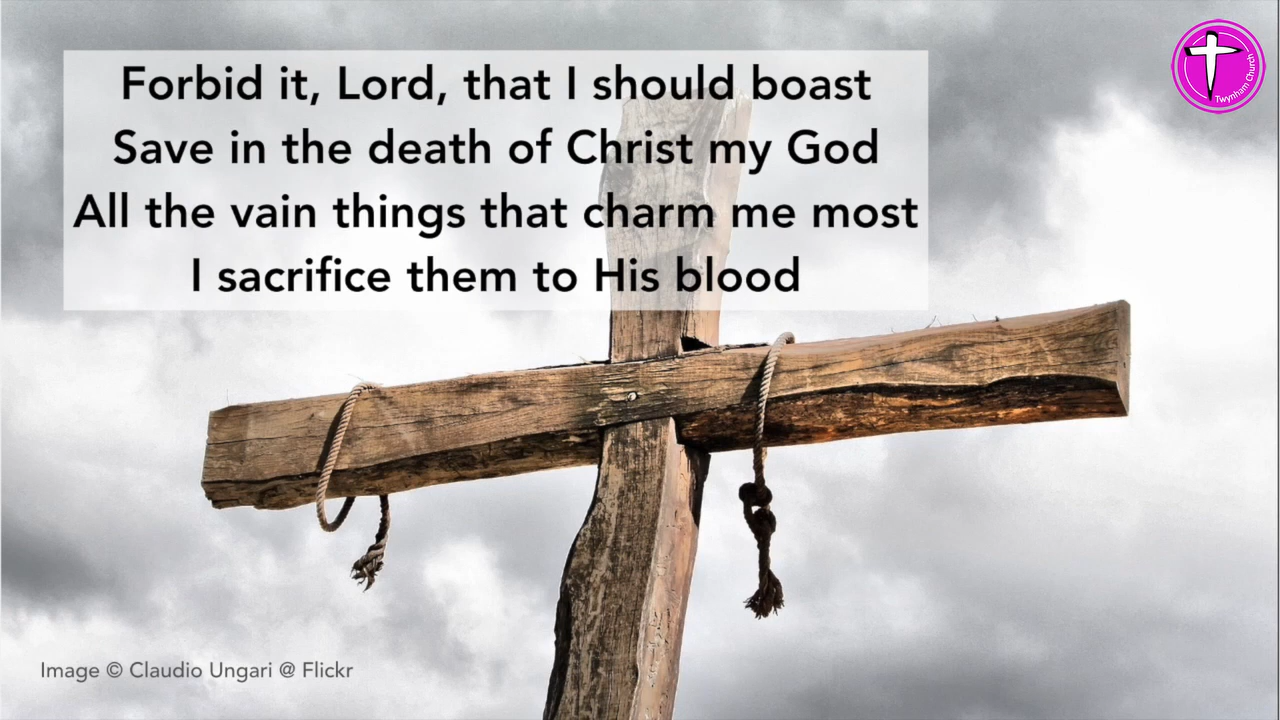 Forbid it, Lord, that I should boast
Save in the death of Christ my God
All the vain things that charm me most
I sacrifice them to His blood
Twynham Church
Image © Claudio Ungari @ Flickr